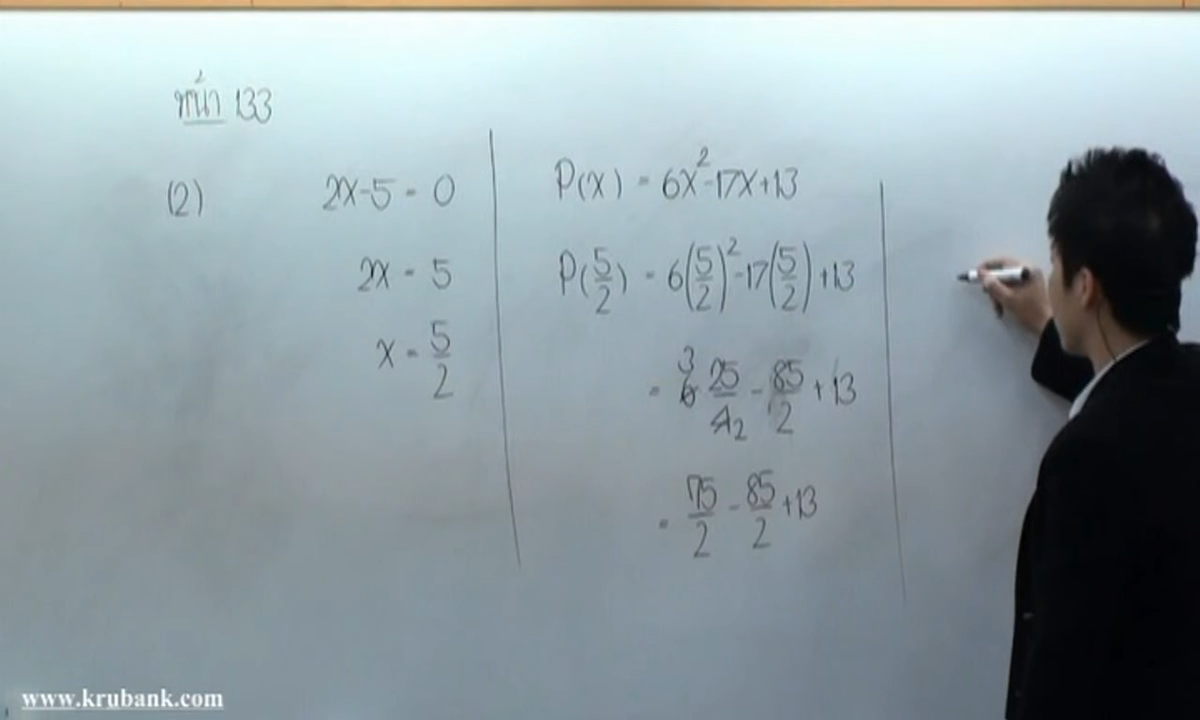 หน้า 133
(2)
2x-5 = 0
2x = 5
x = 5/2
P(x) = 6x²-17x+13
P(5/2) = 6(5/2)²-17(5/2)+13
= 6 3 25/4 2 - 85/2 + 13
= 75/2 - 85/2 + 13
www.krubank.com